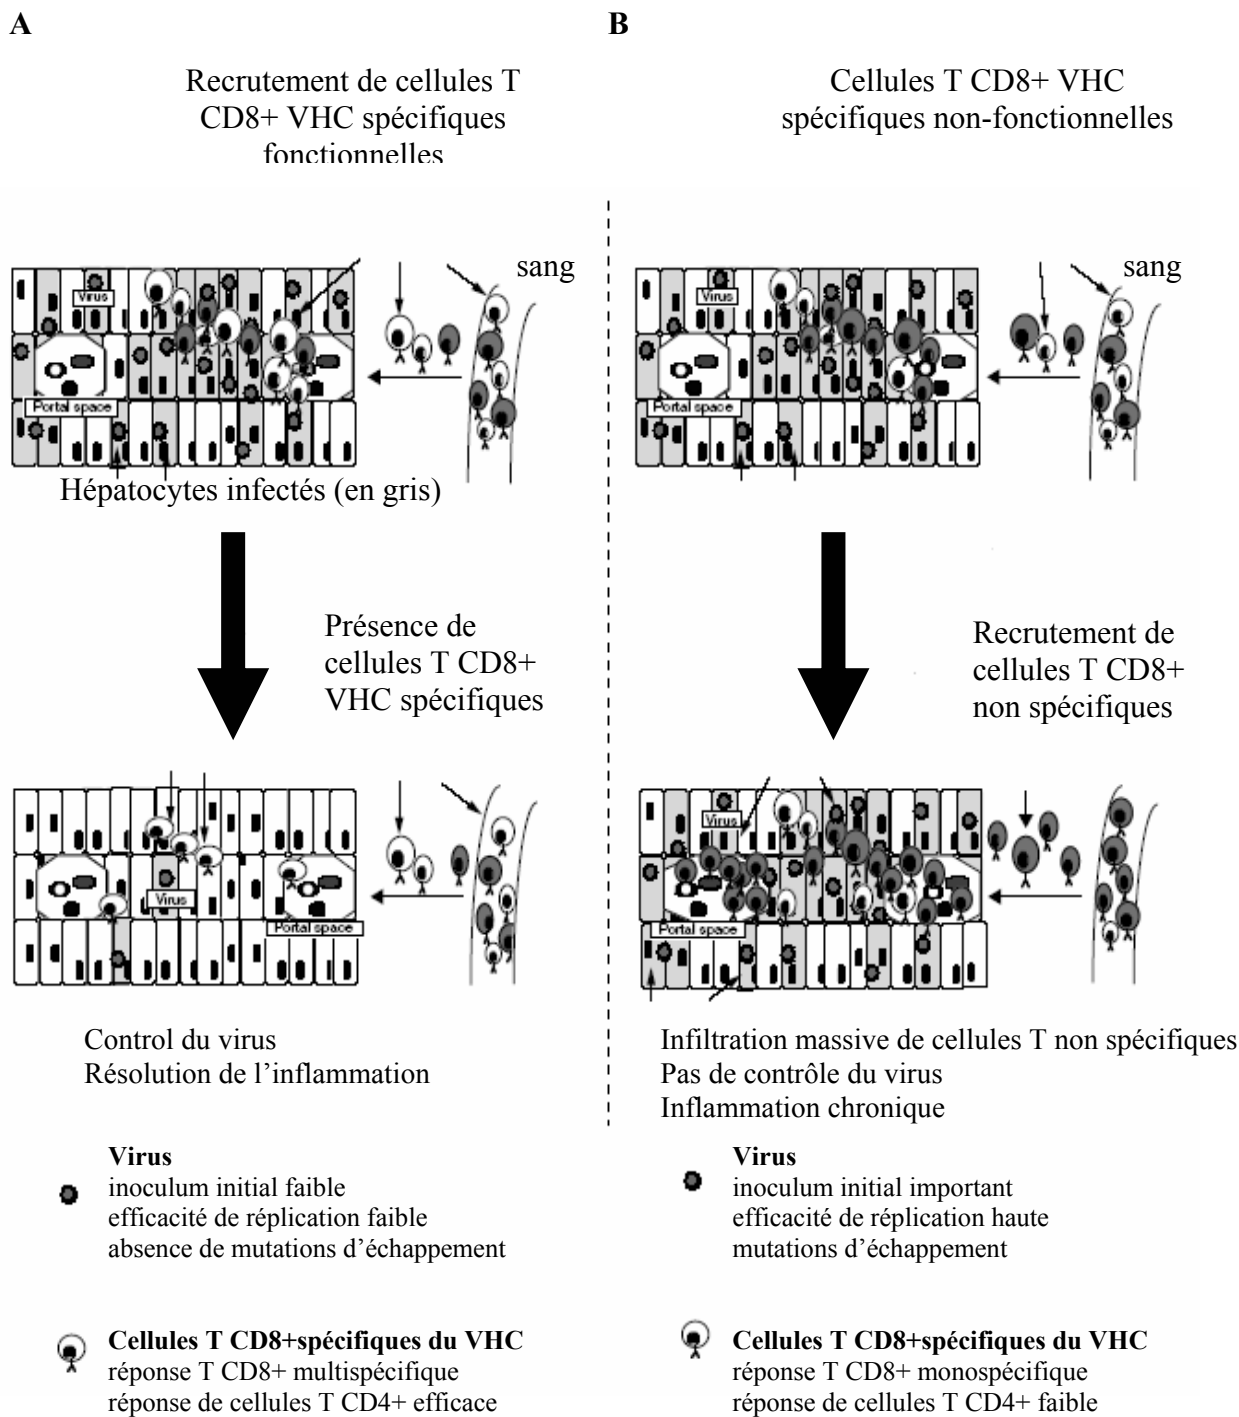 A
Recrutement de cellules T
CD8+ VHC spécifiques
fonctionnelles
sang
Virus
Portal space
Hépatocytes infectés (en gris)
Présence de
cellules T CD8+
VHC spécifiques
Virus
Portal space
Control du virus
Résolution de l’inflammation
Virus
inoculum initial faible
efficacité de réplication faible
absence de mutations d’échappement
Cellules T CD8+spécifiques du VHC
réponse T CD8+ multispécifique
réponse de cellules T CD4+ efficace
B
Cellules T CD8+ VHC
spécifiques non-fonctionnelles
sang
Virus
Portal space
Recrutement de
cellules T CD8+
non spécifiques
Virus
Portal space
Infiltration massive de cellules T non spécifiques
Pas de contrôle du virus
Inflammation chronique
Virus
inoculum initial important
efficacité de réplication haute
mutations d’échappement
Cellules T CD8+spécifiques du VHC
réponse T CD8+ monospécifique
réponse de cellules T CD4+ faible